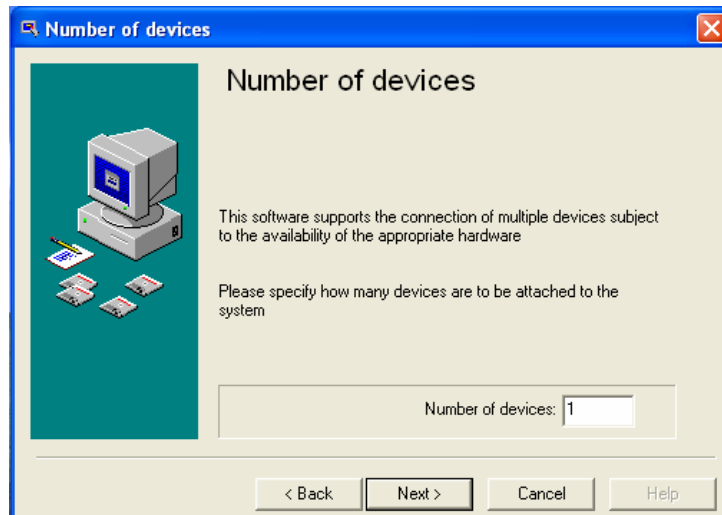 Number of devices
Number of devices
This software supports the connection of multiple devices subject
to the availability of the appropriate hardware
Please specify how many devices are to be attached to the
system
Number of devices: 1
< Back Next > Cancel Help